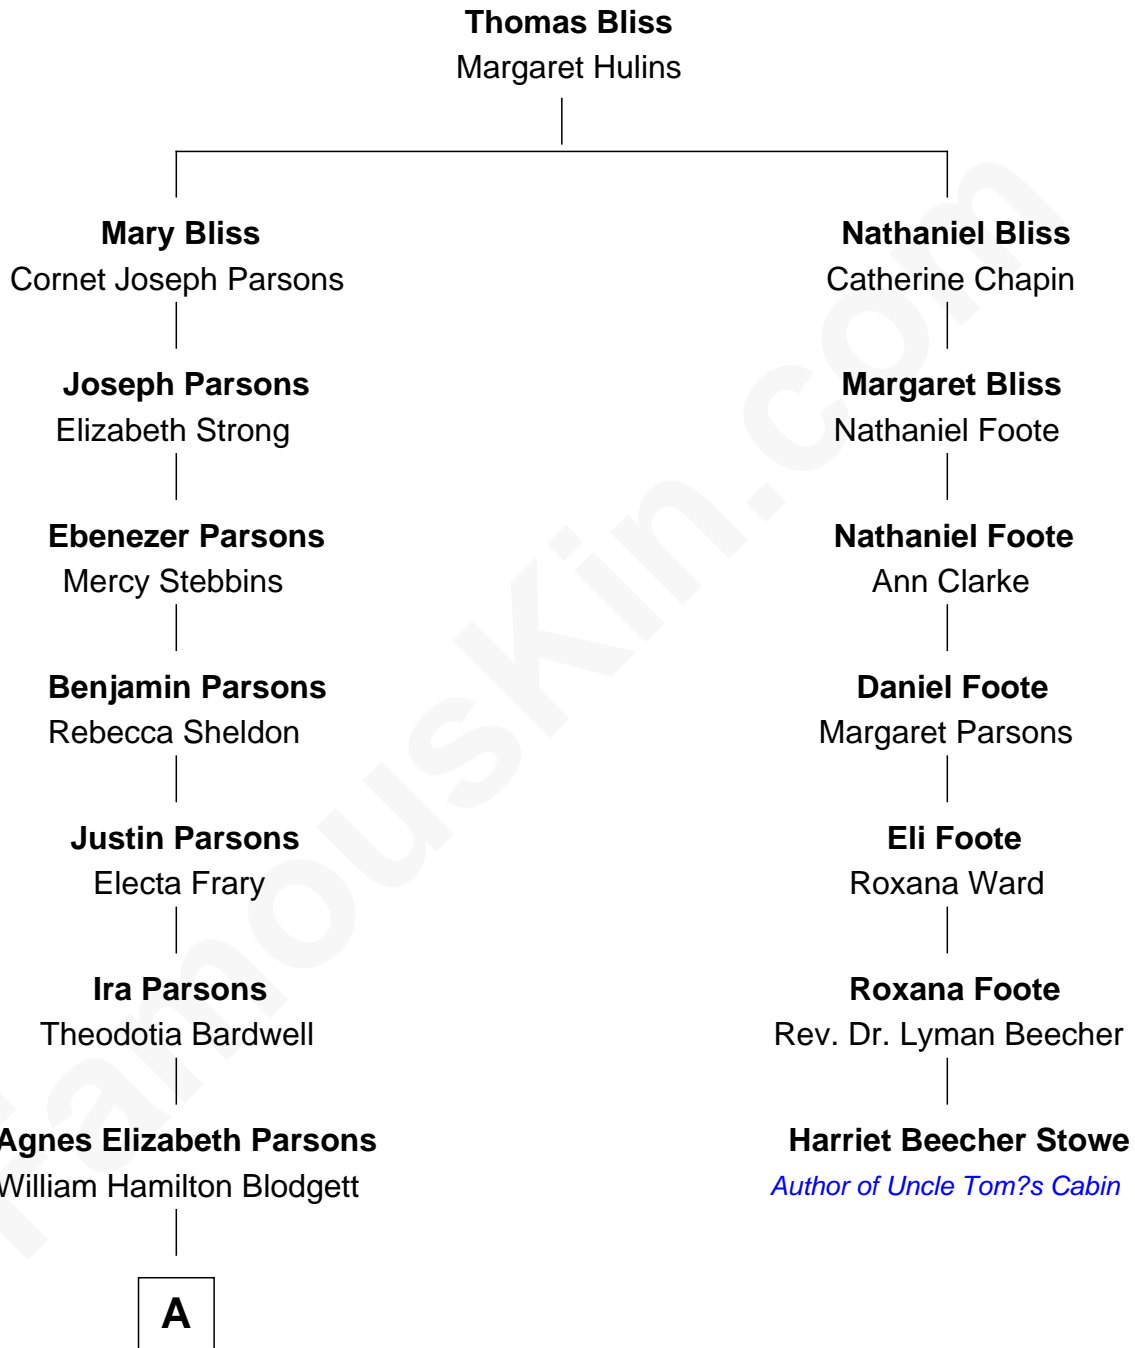 Thomas Bliss
Margaret Hulins
Mary Bliss
Cornet Joseph Parsons
Nathaniel Bliss
Catherine Chapin
Joseph Parsons
Elizabeth Strong
Margaret Bliss
Nathaniel Foote
Ebenezer Parsons
Mercy Stebbins
Nathaniel Foote
Ann Clarke
Benjamin Parsons
Rebecca Sheldon
Daniel Foote
Margaret Parsons
Justin Parsons
Electa Frary
Eli Foote
Roxana Ward
Ira Parsons
Theodotia Bardwell
Roxana Foote
Rev. Dr. Lyman Beecher
Agnes Elizabeth Parsons
William Hamilton Blodgett
Harriet Beecher Stowe
Author of Uncle Tom?s Cabin
A
FamousKin.com